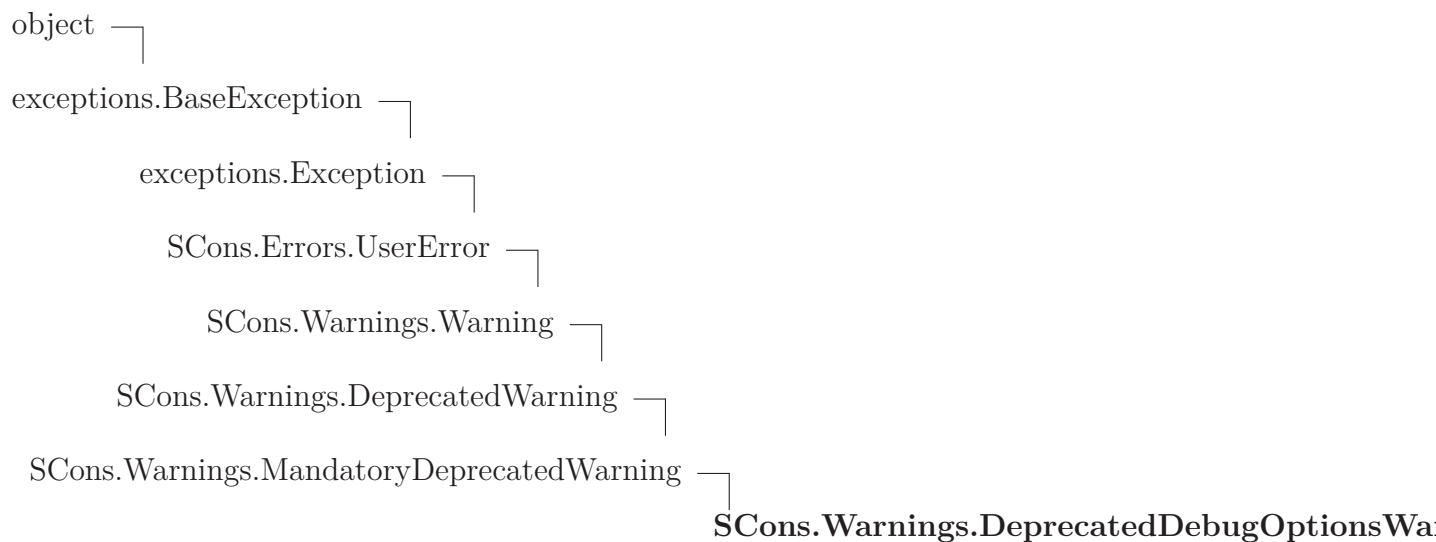 object
exceptions.BaseException
exceptions.Exception
SCons.Errors.UserError
SCons.Warnings.Warning
SCons.Warnings.DeprecatedWarning
SCons.Warnings.MandatoryDeprecatedWarning
SCons.Warnings.DeprecatedDebugOptionsWar